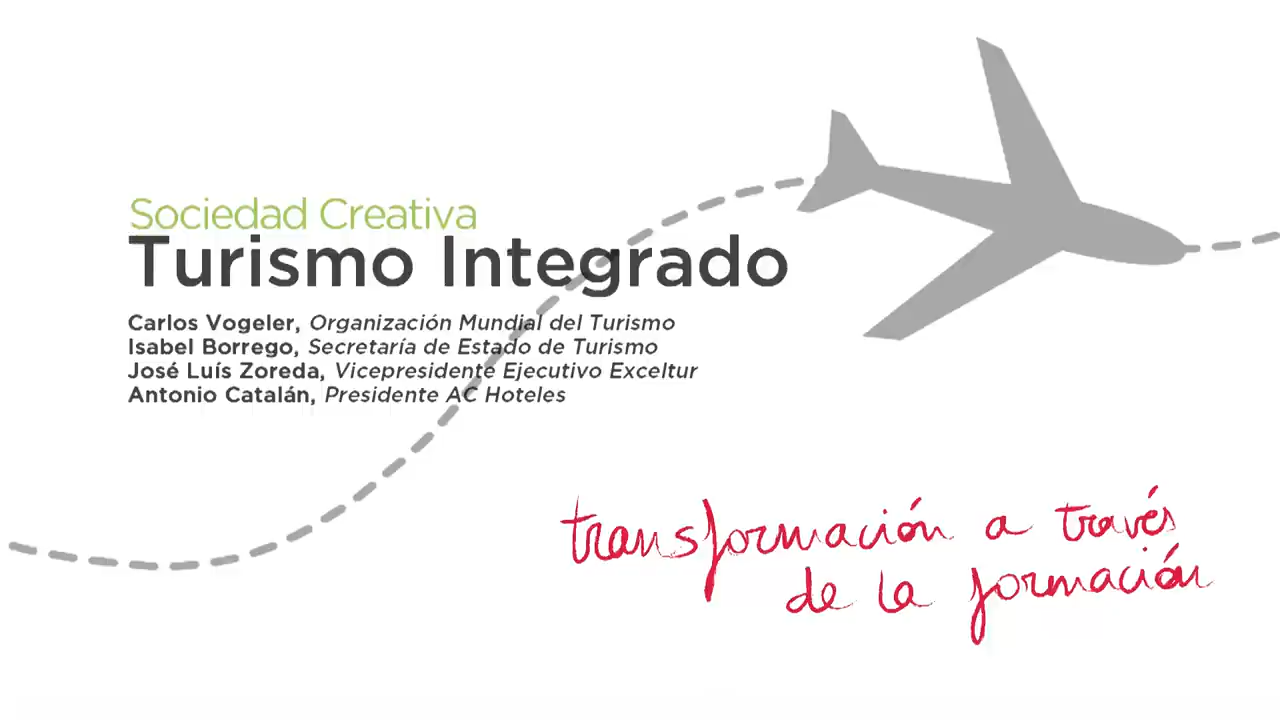 Sociedad Creativa
Turismo Integrado
Carlos Vogeler, Organización Mundial del Turismo
Isabel Borrego, Secretaría de Estado de Turismo
José Luís Zoreda, Vicepresidente Ejecutivo Exceltur
Antonio Catalán, Presidente AC Hoteles
transformación a través
de la formación